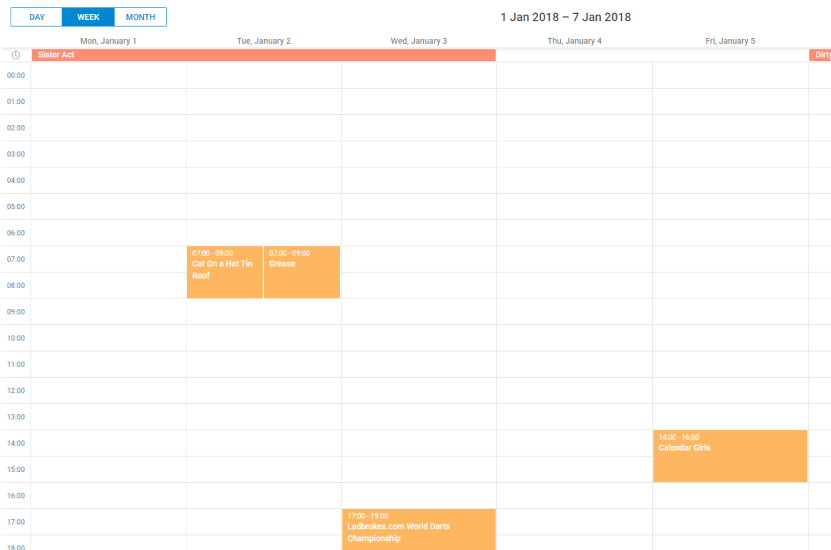 DAY WEEK MONTH 1 Jan 2018 – 7 Jan 2018
Mon, January 1 Tue, January 2 Wed, January 3 Thu, January 4 Fri, January 5
Sister Act Dirty
00:00
01:00
02:00
03:00
04:00
05:00
06:00
07:00 07:00 - 09:00 07:00 - 09:00
Cat On a Hot Tin Grease
Roof
08:00
09:00
10:00
11:00
12:00
13:00
14:00 14:00 - 16:00
Calendar Girls
15:00
16:00
17:00 17:00 - 19:00
Ladbrokes.com World Darts
Championship
18:00